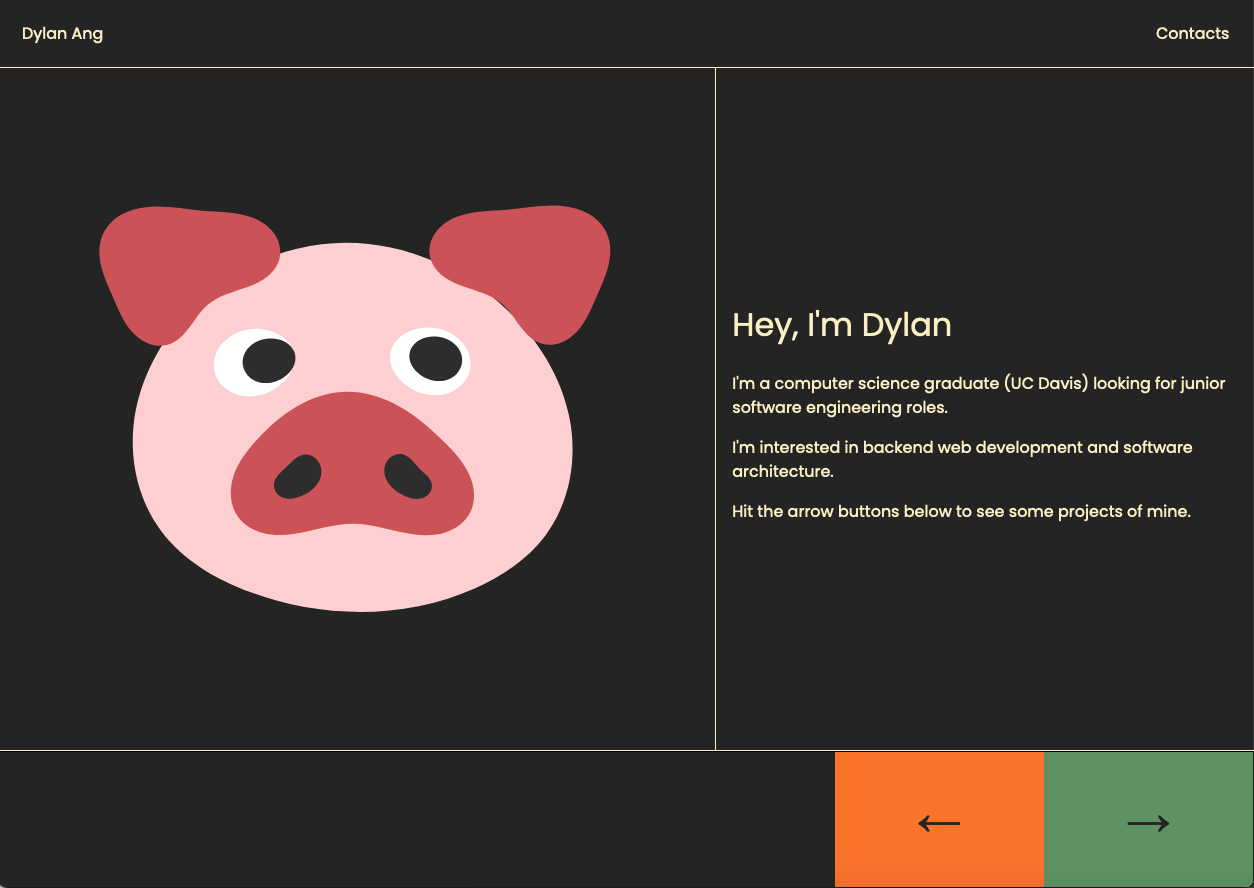 Dylan Ang
Contacts
Hey, I'm Dylan
I'm a computer science graduate (UC Davis) looking for junior
software engineering roles.
I'm interested in backend web development and software
architecture.
Hit the arrow buttons below to see some projects of mine.
← →